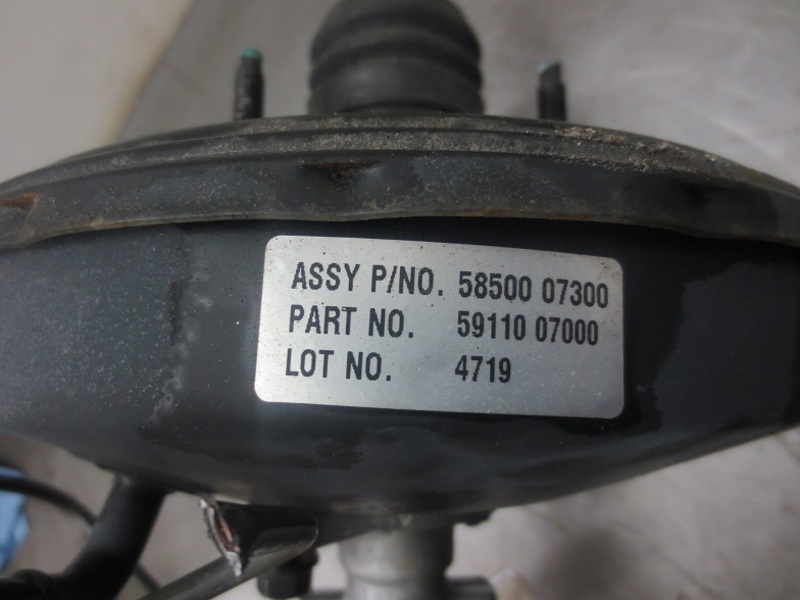 ASSY P/NO. 58500 07300
PART NO. 59110 07000
LOT NO. 4719